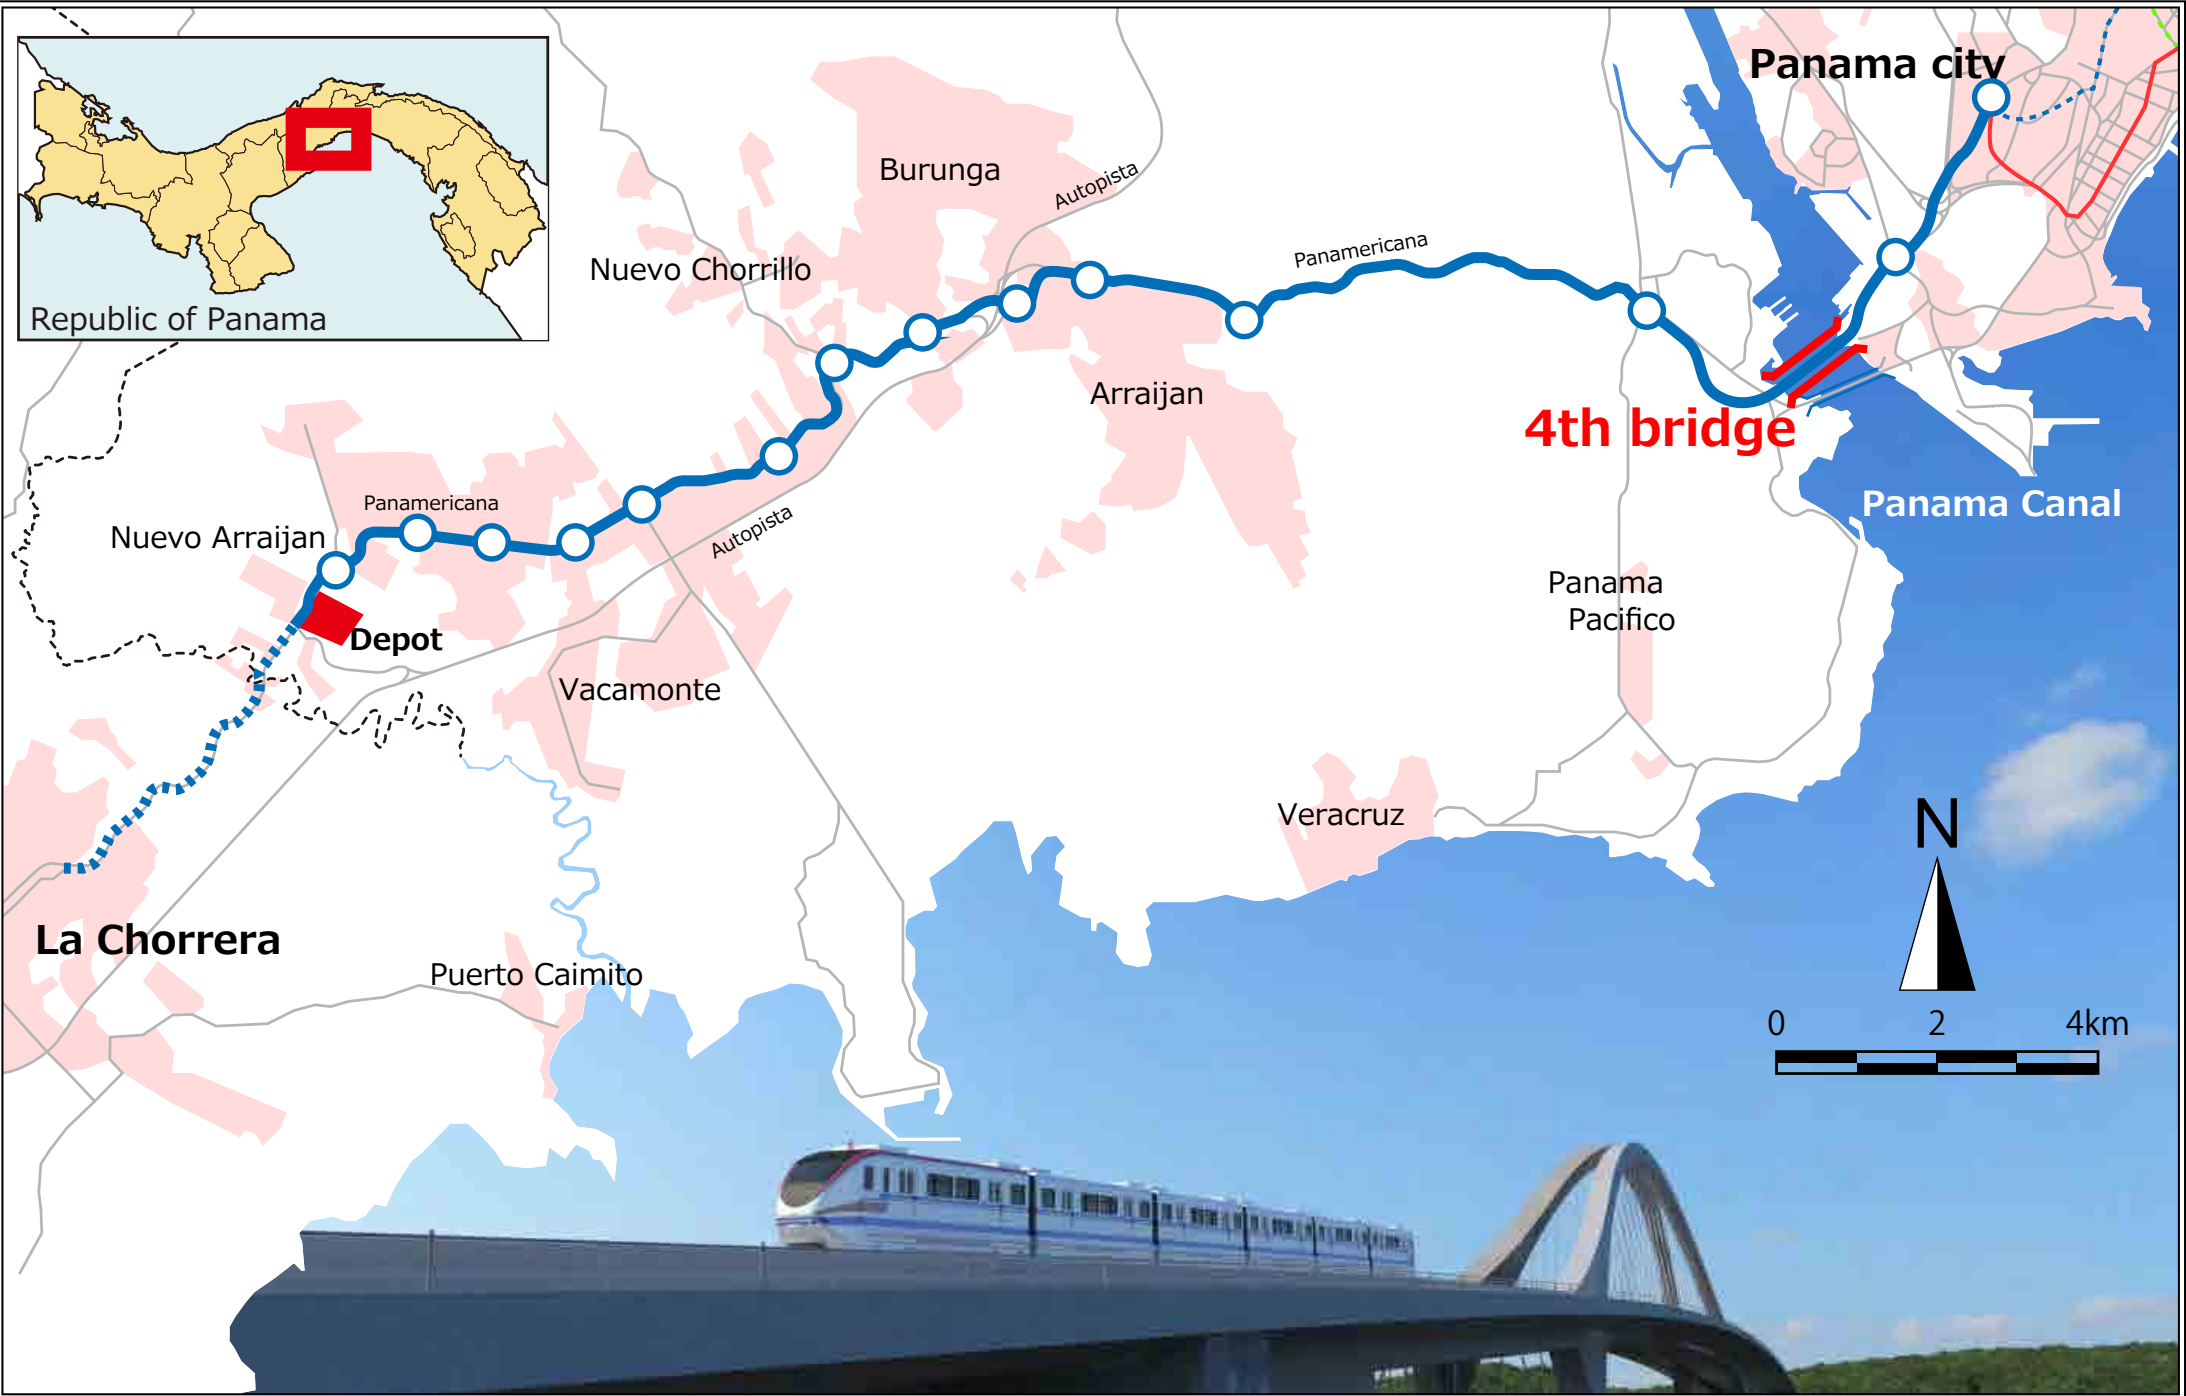 Panama city
Burunga
Autopista
Nuevo Chorrillo
Panamericana
Republic of Panama
Arraijan
4th bridge
Panamericana
Panama Canal
Autopista
Nuevo Arraijan
Panama
Pacifico
Depot
Vacamonte
Veracruz
N
La Chorrera
Puerto Caimito
0 2 4km